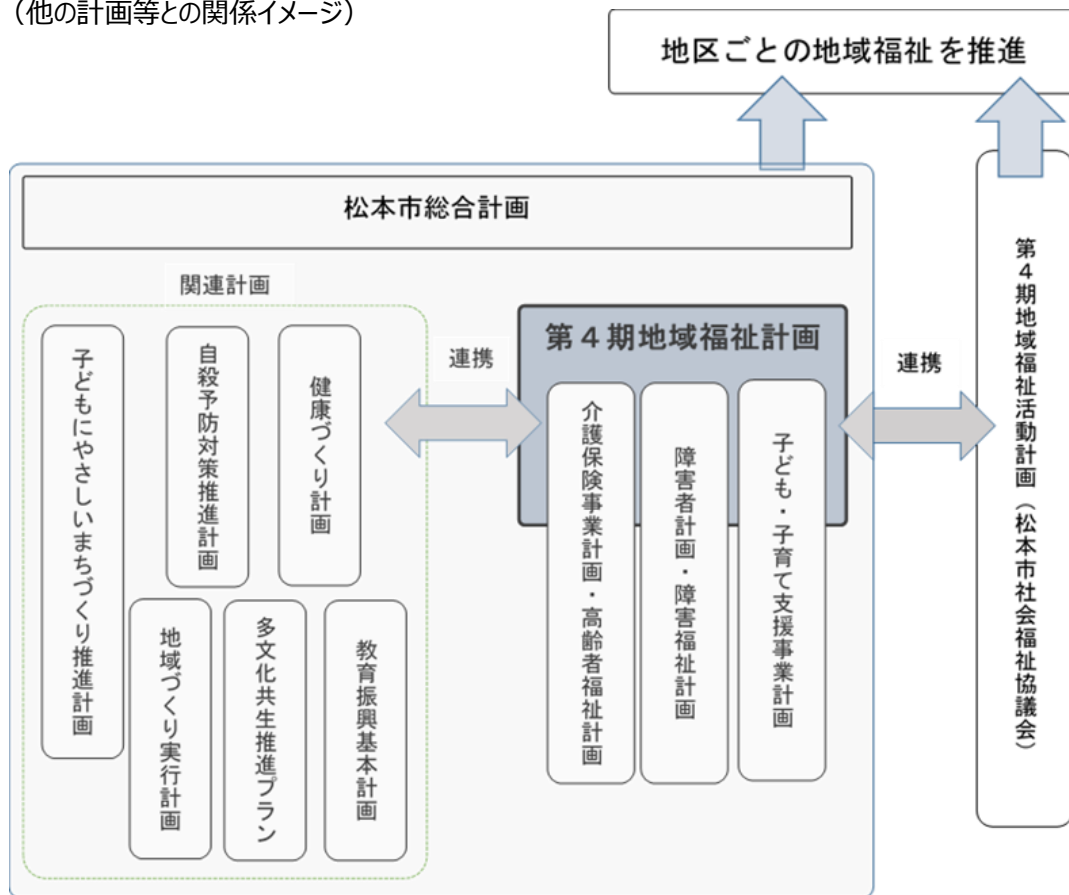 （他の計画等との関係イメージ）
地区ごとの地域福祉を推進
松本市総合計画
関連計画
子どもにやさしいまちづくり推進計画
自殺予防対策推進計画
健康づくり計画
地域づくり実行計画
多文化共生推進プラン
教育振興基本計画
連携
第４期地域福祉計画
介護保険事業計画・高齢者福祉計画
障害者計画・障害福祉計画
子ども・子育て支援事業計画
連携
第４期地域福祉活動計画（松本市社会福祉協議会）